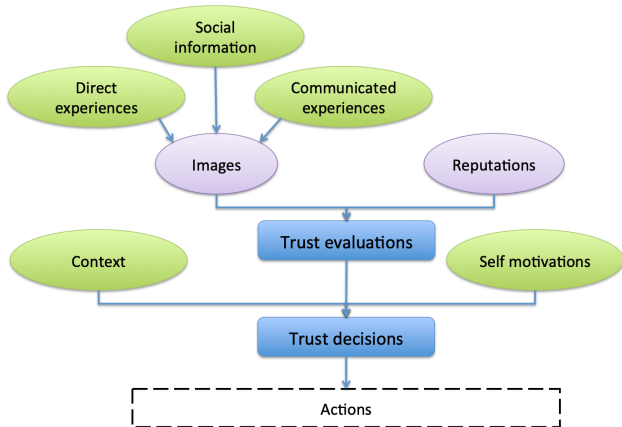 Social
information
Direct
experiences
Communicated
experiences
Images
Reputations
Trust evaluations
Context
Self motivations
Trust decisions
Actions